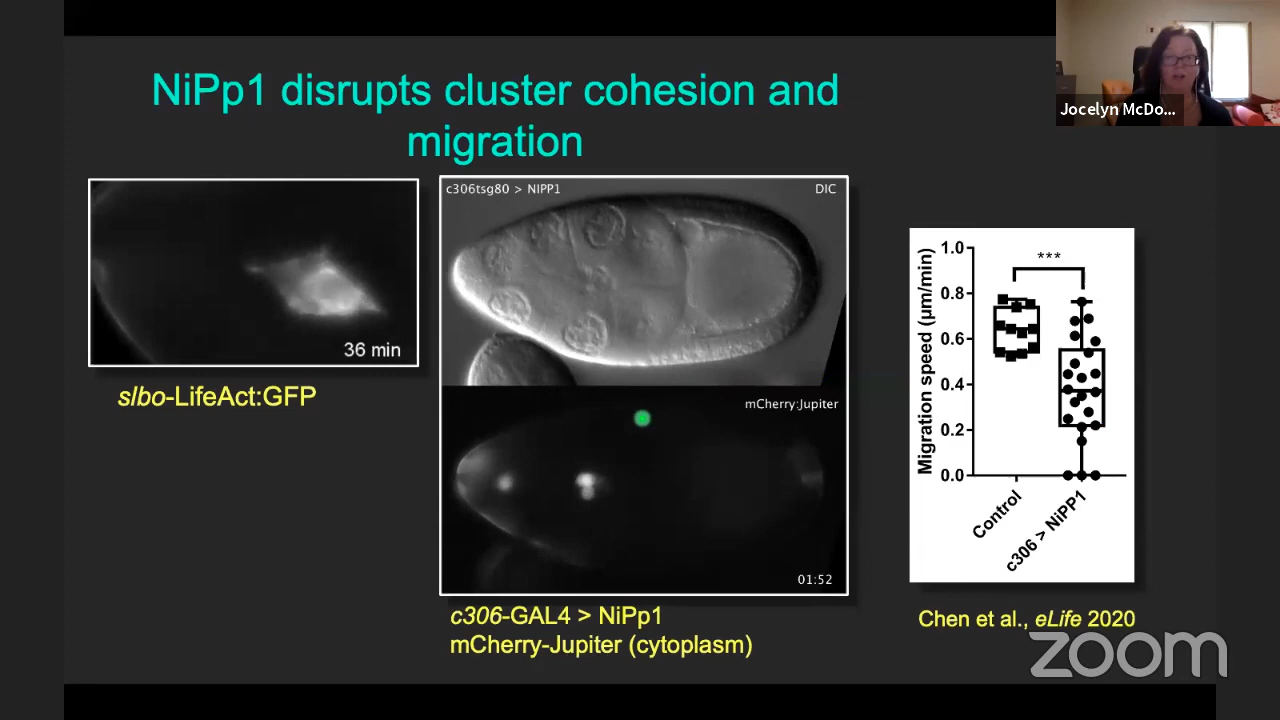 NiPp1 disrupts cluster cohesion and
migration
Jocelyn McDo...
36 min
slbo-LifeAct:GFP
c306tsg80 > NIPP1
DIC
mCherry:Jupiter
01:52
c306-GAL4 > NiPp1
mCherry-Jupiter (cytoplasm)
Migration speed (µm/min)
1.0
0.8
0.6
0.4
0.2
0.0
***
Control
c306 > NiPP1
Chen et al., eLife 2020
zoom